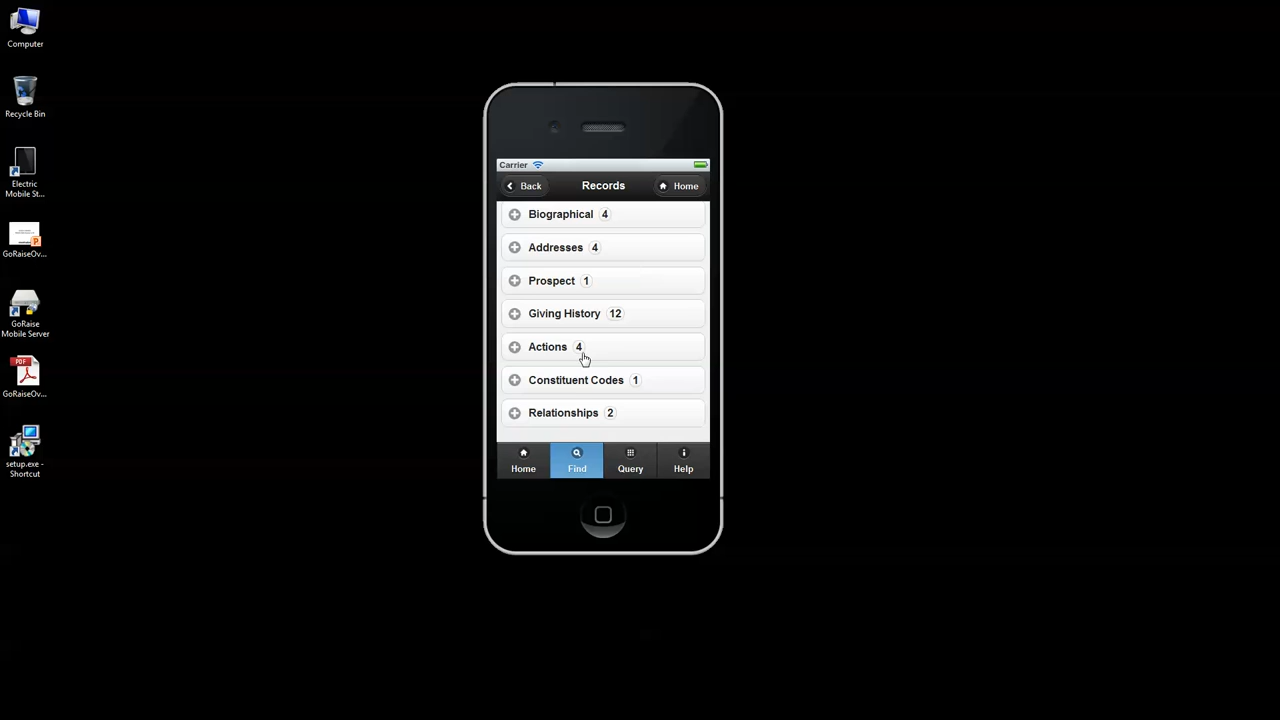 Computer
Recycle Bin
Electric
Mobile St...
GoRaiseOv...
GoRaise
Mobile Server
PDF
GoRaiseOv...
setup.exe -
Shortcut
Carrier
Back
Records
Home
Biographical 4
Addresses 4
Prospect 1
Giving History 12
Actions 4
Constituent Codes 1
Relationships 2
Home
Find
Query
Help